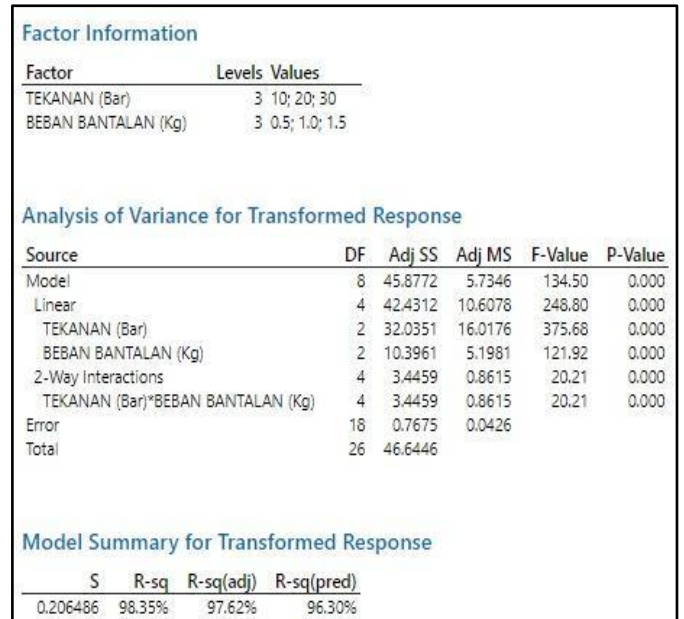 Factor Information
Factor Levels Values
TEKANAN (Bar) 3 10; 20; 30
BEBAN BANTALAN (Kg) 3 0.5; 1.0; 1.5
Analysis of Variance for Transformed Response
Source DF Adj SS Adj MS F-Value P-Value
Model 8 45.8772 5.7346 134.50 0.000
Linear 4 42.4312 10.6078 248.80 0.000
TEKANAN (Bar) 2 32.0351 16.0176 375.68 0.000
BEBAN BANTALAN (Kg) 2 10.3961 5.1981 121.92 0.000
2-Way Interactions 4 3.4459 0.8615 20.21 0.000
TEKANAN (Bar)*BEBAN BANTALAN (Kg) 4 3.4459 0.8615 20.21 0.000
Error 18 0.7675 0.0426
Total 26 46.6446
Model Summary for Transformed Response
S R-sq R-sq(adj) R-sq(pred)
0.206486 98.35% 97.62% 96.30%